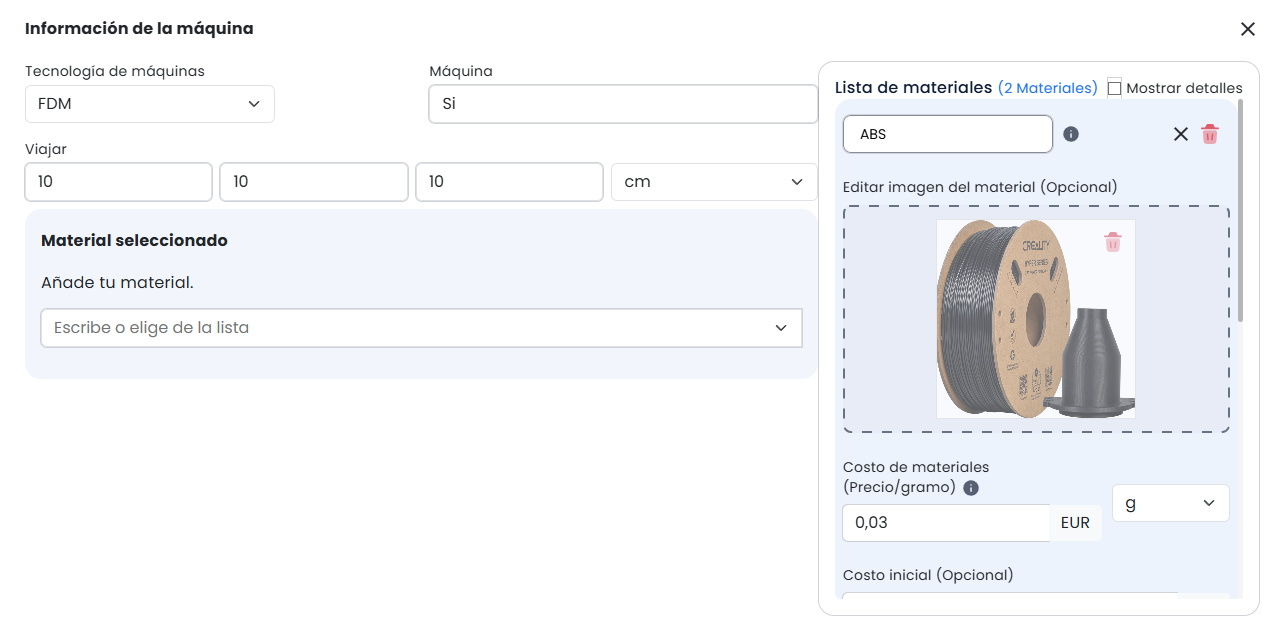 Información de la máquina
Tecnología de máquinas
FDM
Máquina
Si
Viajar
10 10 10 cm
Material seleccionado
Añade tu material.
Escribe o elige de la lista
Lista de materiales (2 Materiales) Mostrar detalles
ABS
Editar imagen del material (Opcional)
CREALITY
Costo de materiales
(Precio/gramo)
0,03 EUR
g
Costo inicial (Opcional)